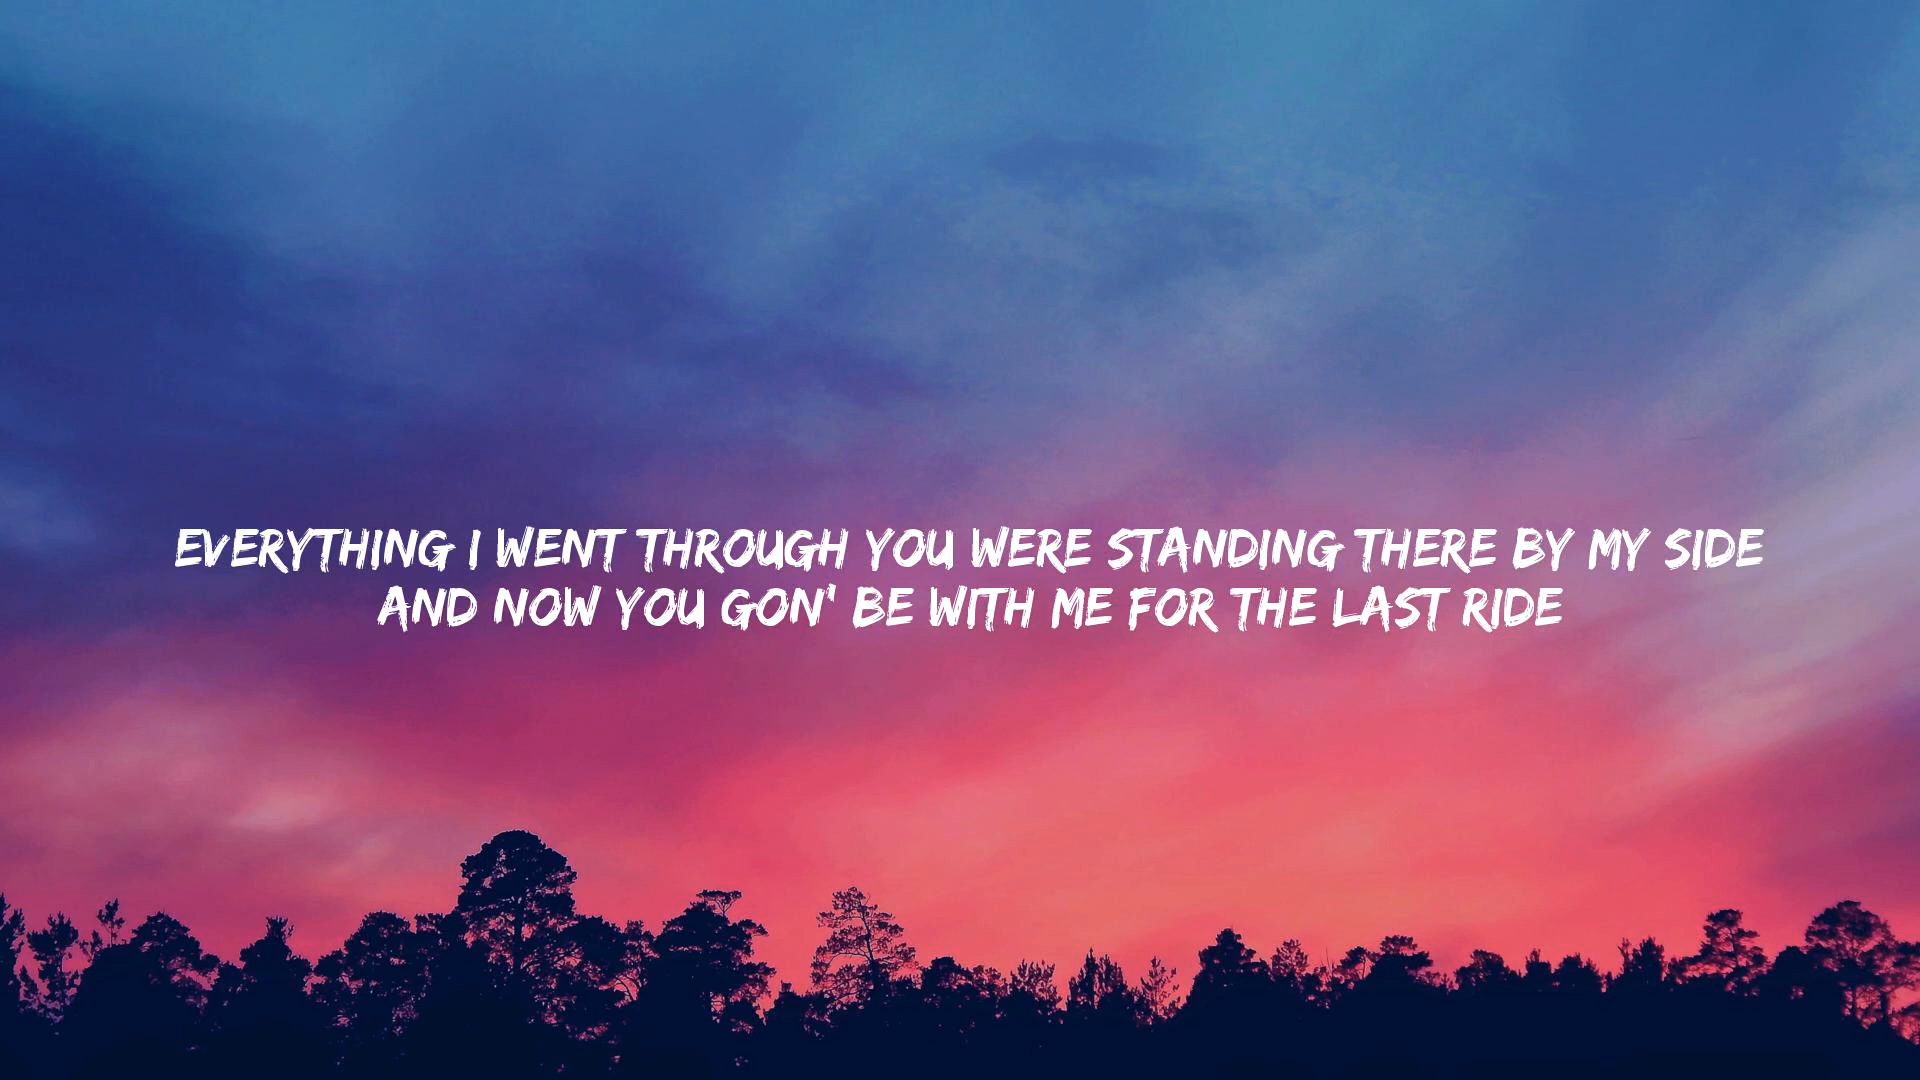 EVERYTHING I WENT THROUGH YOU WERE STANDING THERE BY MY SIDE
AND NOW YOU GON' BE WITH ME FOR THE LAST RIDE